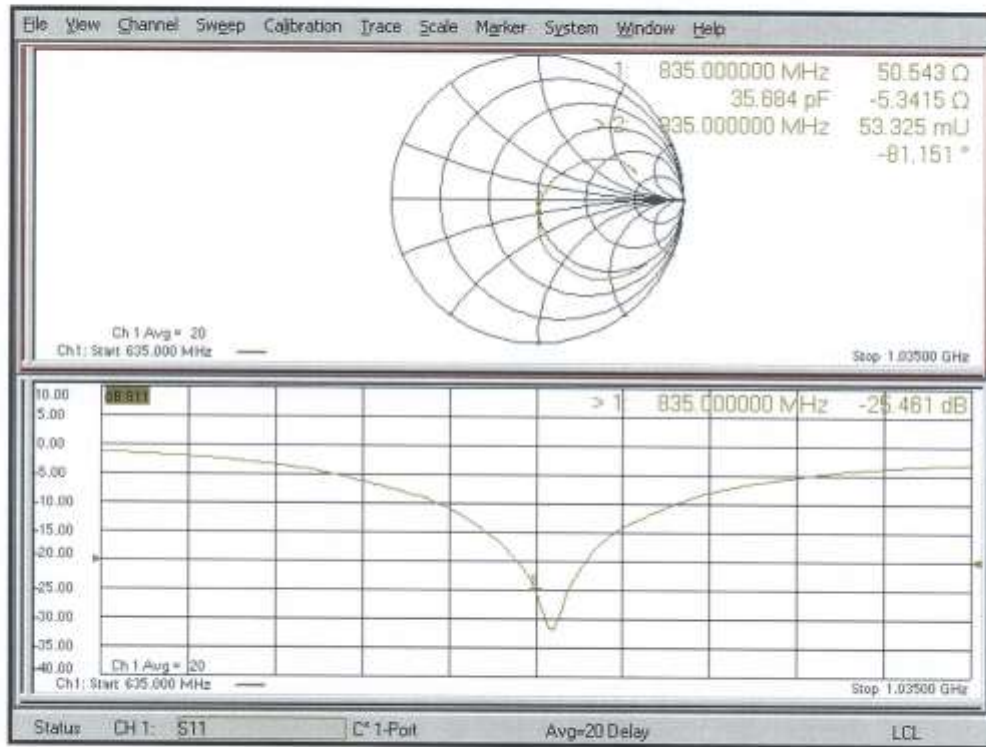 File View Channel Sweep Calibration Trace Scale Marker System Window Help
1: 835.000000 MHz 50.543 Ω
35.684 pF -5.3415 Ω
> 2: 835.000000 MHz 53.325 mU
-81.151 °
Ch 1 Avg = 20
Ch1: Start 635.000 MHz
Stop 1.03500 GHz
> 1: 835.000000 MHz -25.461 dB
10.00
5.00
0.00
-5.00
-10.00
-15.00
-20.00
-25.00
-30.00
-35.00
-40.00
Ch 1 Avg = 20
Ch1: Start 635.000 MHz
Stop 1.03500 GHz
Status CH 1: S11 C* 1-Port Avg=20 Delay LCL